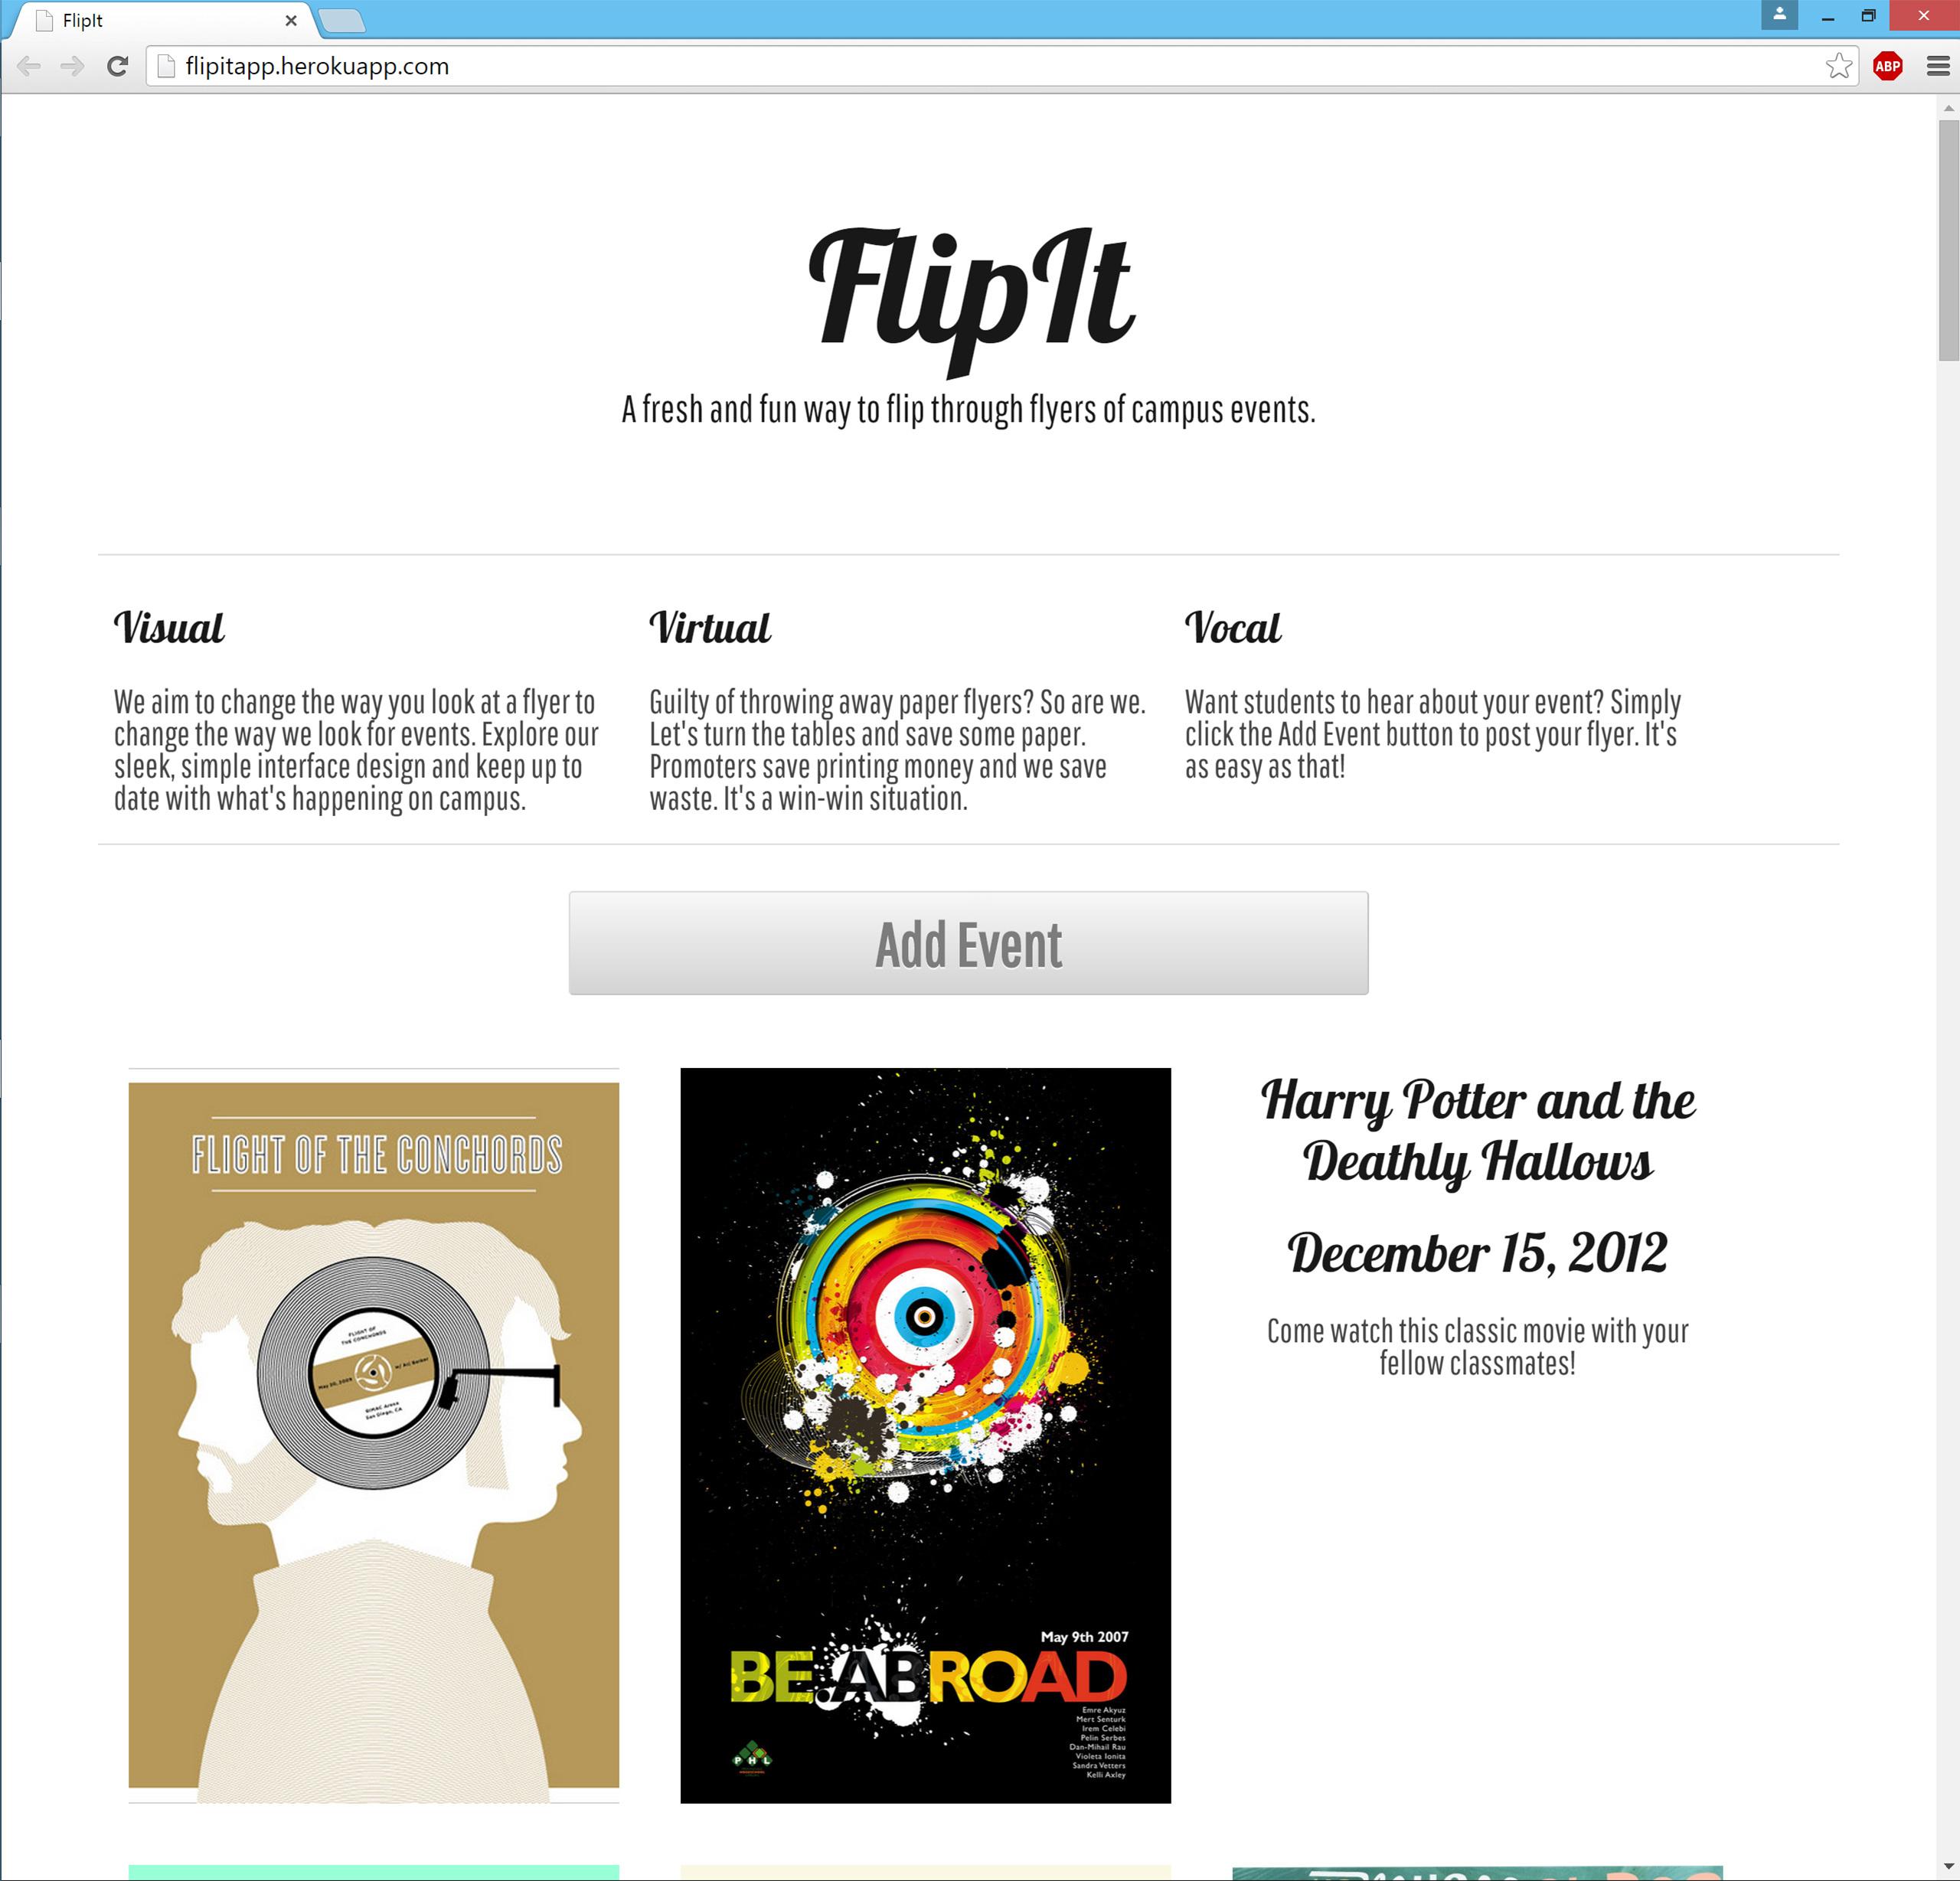 FlipIt
flipitapp.herokuapp.com
ABP
FlipIt
A fresh and fun way to flip through flyers of campus events.
Visual
We aim to change the way you look at a flyer to
change the way we look for events. Explore our
sleek, simple interface design and keep up to
date with what's happening on campus.
Virtual
Guilty of throwing away paper flyers? So are we.
Let's turn the tables and save some paper.
Promoters save printing money and we save
waste. It's a win-win situation.
Vocal
Want students to hear about your event? Simply
click the Add Event button to post your flyer. It's
as easy as that!
Add Event
FLIGHT OF THE CONCHORDS
FLIGHT OF
THE CONCHORDS
May 20, 2009
w/ Arj Barker
RIMAC Arena
San Diego, CA
May 9th 2007
BE ABROAD
Emre Akyuz
Mert Senturk
Irem Celebi
Pelin Serbes
Dan-Mihail Rau
Violeta Ionita
Sandra Vetters
Kelli Axley
PHL
Harry Potter and the
Deathly Hallows
December 15, 2012
Come watch this classic movie with your
fellow classmates!